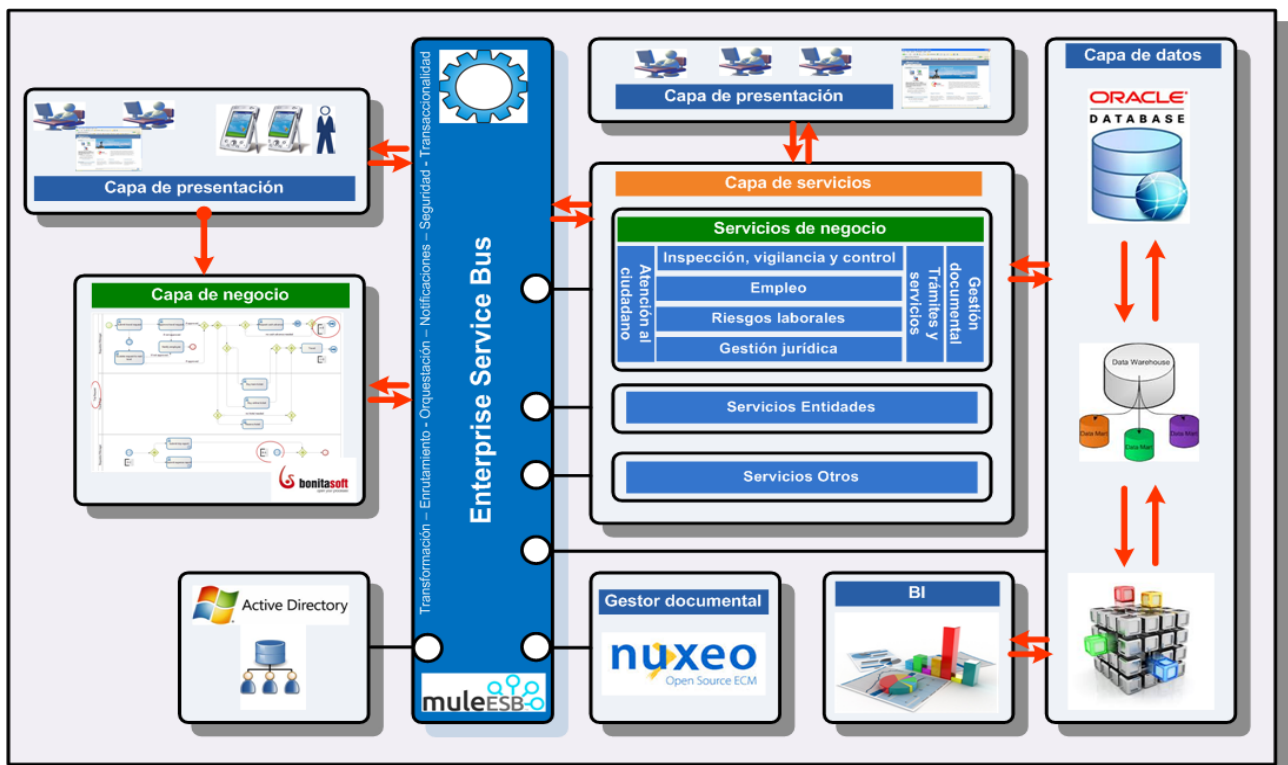 Capa de presentación
Capa de negocio
bonitasoft
open your processes
Transformación – Enrutamiento - Orquestación – Notificaciones – Seguridad - Transaccionalidad
Enterprise Service Bus
muleESB
Active Directory
Capa de presentación
Capa de servicios
Servicios de negocio
Atención al
ciudadano
Inspección, vigilancia y control
Empleo
Riesgos laborales
Gestión jurídica
Trámites y
servicios
Gestión
documental
Servicios Entidades
Servicios Otros
Gestor documental
nuxeo
Open Source ECM
BI
Capa de datos
ORACLE
DATABASE
Data Warehouse
Data Mart
Data Mart
Data Mart